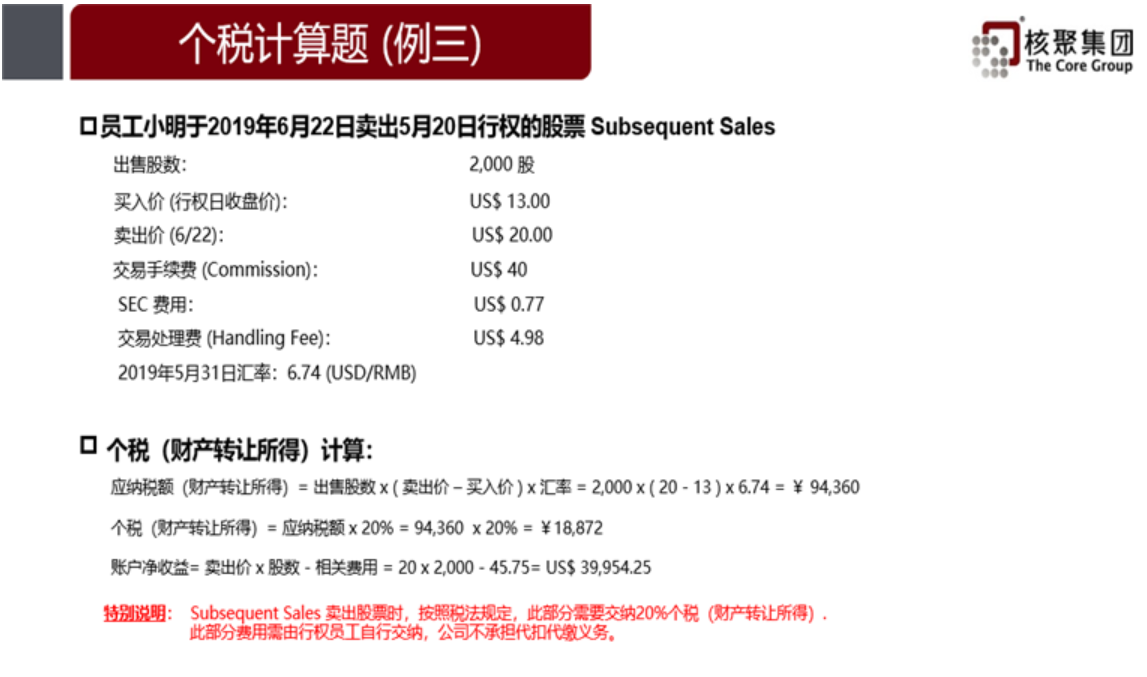 个税计算题 (例三)
核聚集团
The Core Group
员工小明于2019年6月22日卖出5月20日行权的股票 Subsequent Sales
出售股数： 2,000 股
买入价 (行权日收盘价)： US$ 13.00
卖出价 (6/22)： US$ 20.00
交易手续费 (Commission)： US$ 40
SEC 费用： US$ 0.77
交易处理费 (Handling Fee)： US$ 4.98
2019年5月31日汇率：6.74 (USD/RMB)
个税（财产转让所得）计算：
应纳税额（财产转让所得）= 出售股数 x ( 卖出价 – 买入价 ) x 汇率 = 2,000 x ( 20 - 13 ) x 6.74 = ￥ 94,360
个税（财产转让所得）= 应纳税额 x 20% = 94,360 x 20% = ￥18,872
账户净收益= 卖出价 x 股数 - 相关费用 = 20 x 2,000 - 45.75= US$ 39,954.25
特别说明： Subsequent Sales 卖出股票时，按照税法规定，此部分需要交纳20%个税（财产转让所得）.
此部分费用需由行权员工自行交纳，公司不承担代扣代缴义务。